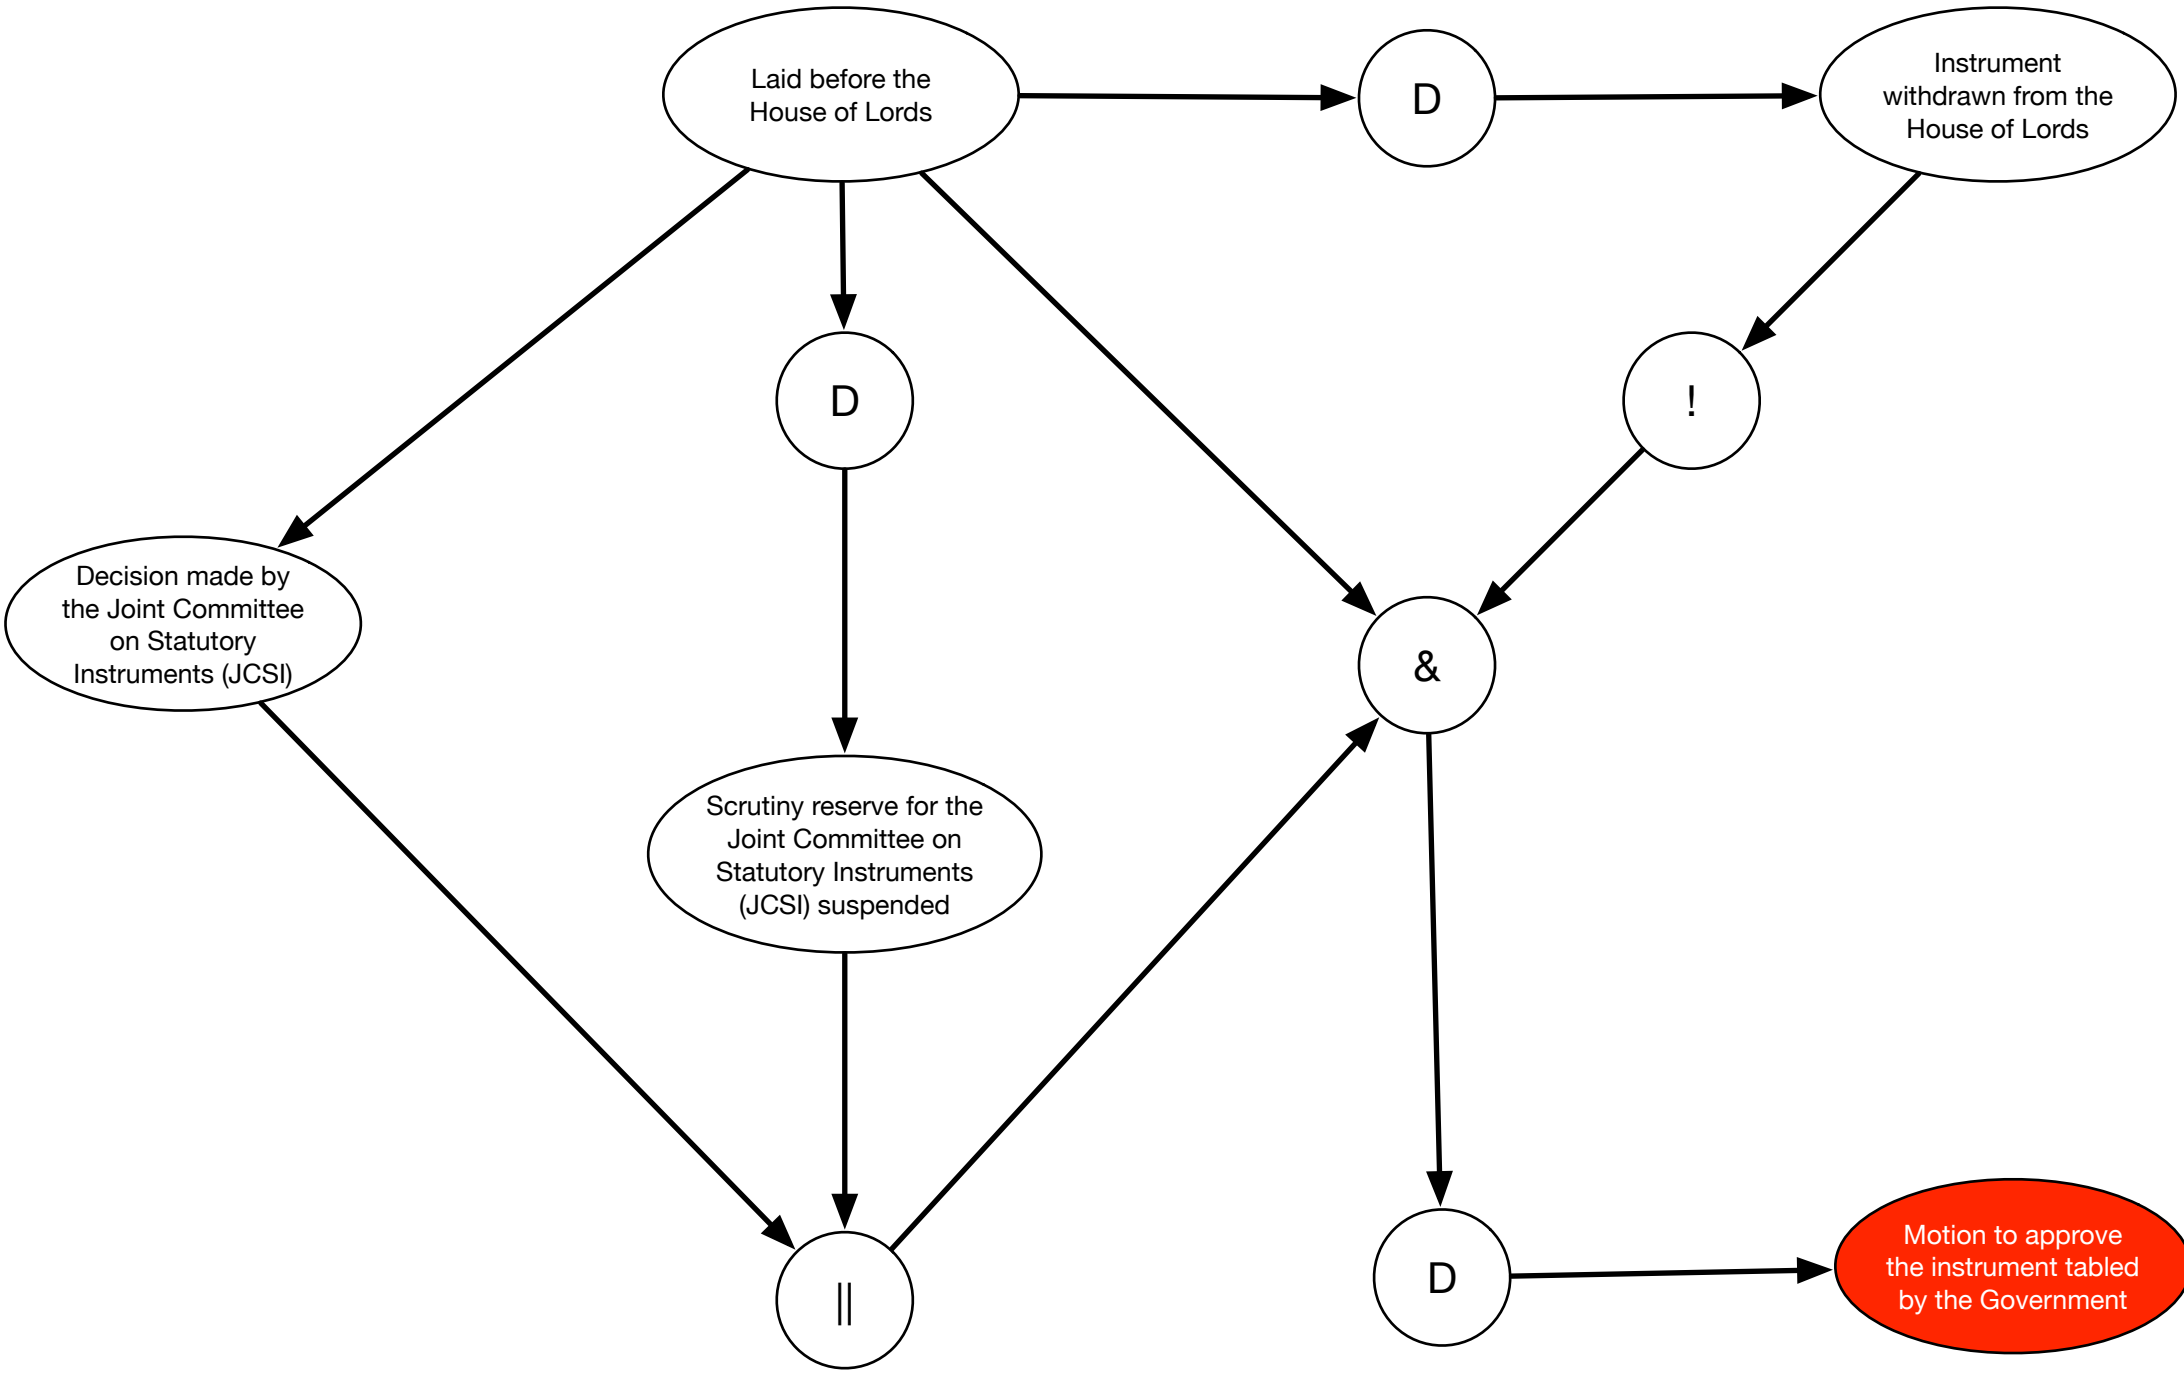 Laid before the
House of Lords
D
Instrument
withdrawn from the
House of Lords
D
!
Decision made by
the Joint Committee
on Statutory
Instruments (JCSI)
&
Scrutiny reserve for the
Joint Committee on
Statutory Instruments
(JCSI) suspended
||
D
Motion to approve
the instrument tabled
by the Government